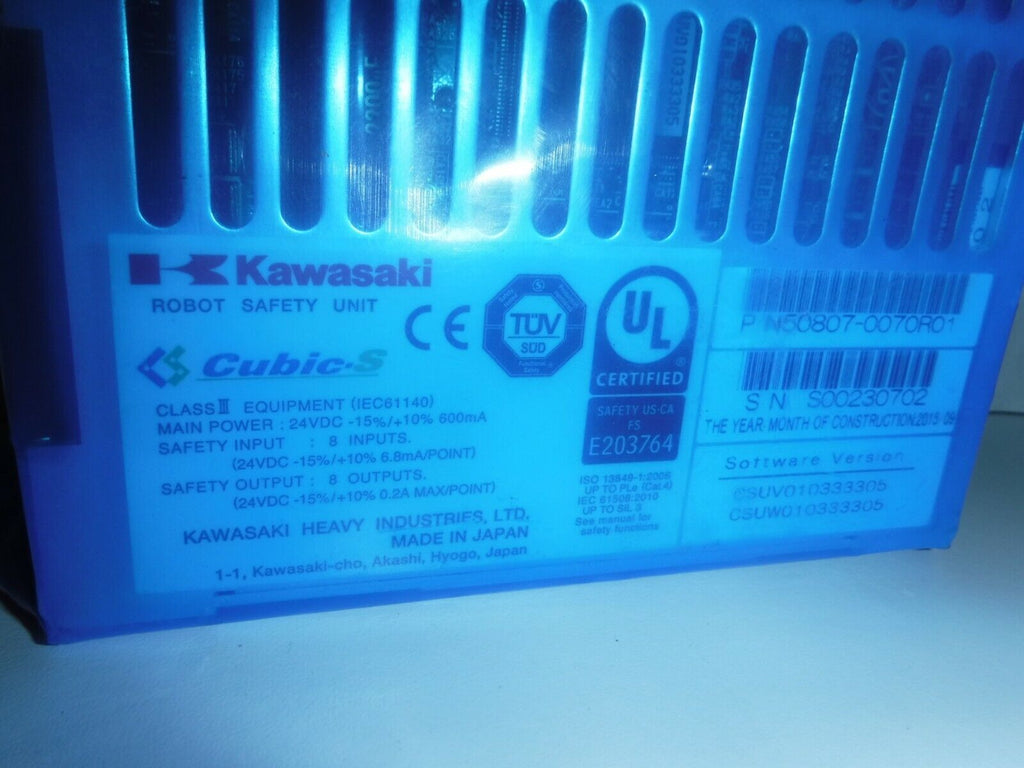 Kawasaki
ROBOT SAFETY UNIT
Cubic-S
CLASS III EQUIPMENT (IEC61140)
MAIN POWER : 24VDC -15%/+10% 600mA
SAFETY INPUT : 8 INPUTS.
(24VDC -15%/+10% 6.8mA/POINT)
SAFETY OUTPUT : 8 OUTPUTS.
(24VDC -15%/+10% 0.2A MAX/POINT)
KAWASAKI HEAVY INDUSTRIES, LTD.
MADE IN JAPAN
1-1, Kawasaki-cho, Akashi, Hyogo, Japan
CE
TÜV
SÜD
Functional
Safety
UL
®
CERTIFIED
SAFETY US-CA
FS
E203764
ISO 13849-1:2006
UP TO PLe (Cat.4)
IEC 61508:2010
UP TO SIL 3
See manual for
safety functions
P N50807-0070R01
S N S00230702
THE YEAR·MONTH OF CONSTRUCTION:2015 09
Software Version
CSUV010333305
CSUW010333305